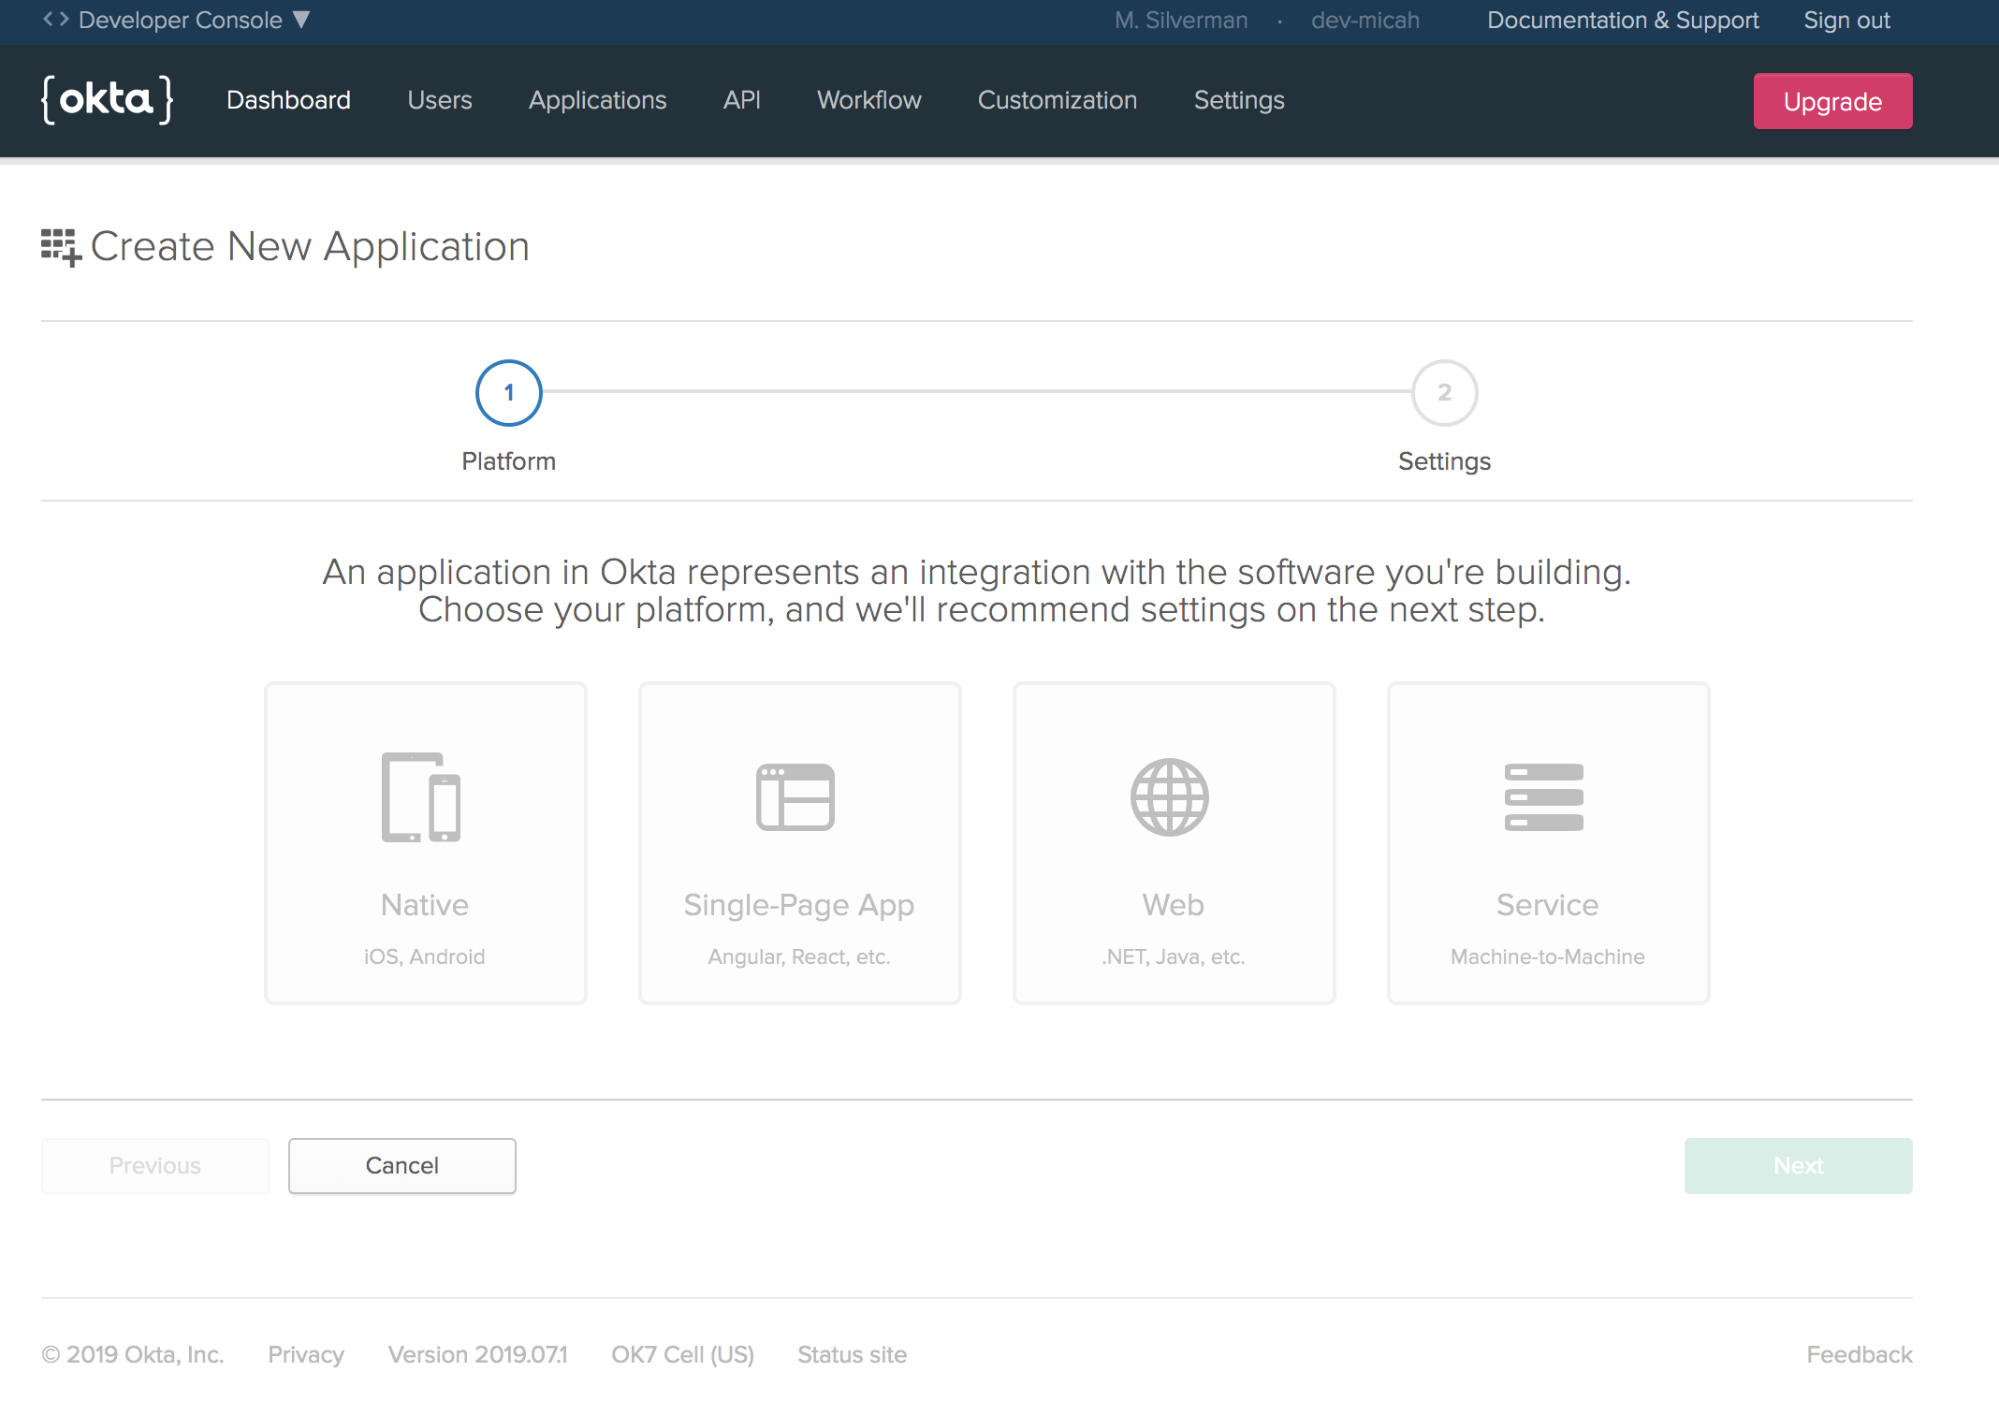 <> Developer Console ▼ M. Silverman · dev-micah Documentation & Support Sign out
{okta} Dashboard Users Applications API Workflow Customization Settings Upgrade
Create New Application
1 2
Platform Settings
An application in Okta represents an integration with the software you're building.
Choose your platform, and we'll recommend settings on the next step.
Native Single-Page App Web Service
iOS, Android Angular, React, etc. .NET, Java, etc. Machine-to-Machine
Previous Cancel Next
© 2019 Okta, Inc. Privacy Version 2019.07.1 OK7 Cell (US) Status site Feedback